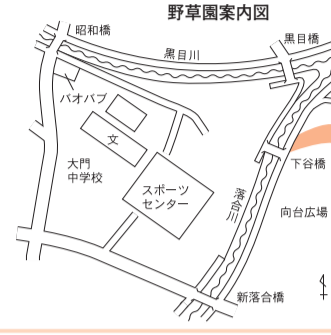 野草園案内図
昭和橋
黒目橋
黒目川
バオバブ
文
大門
中学校
スポーツ
センター
落合川
下谷橋
向台広場
新落合橋